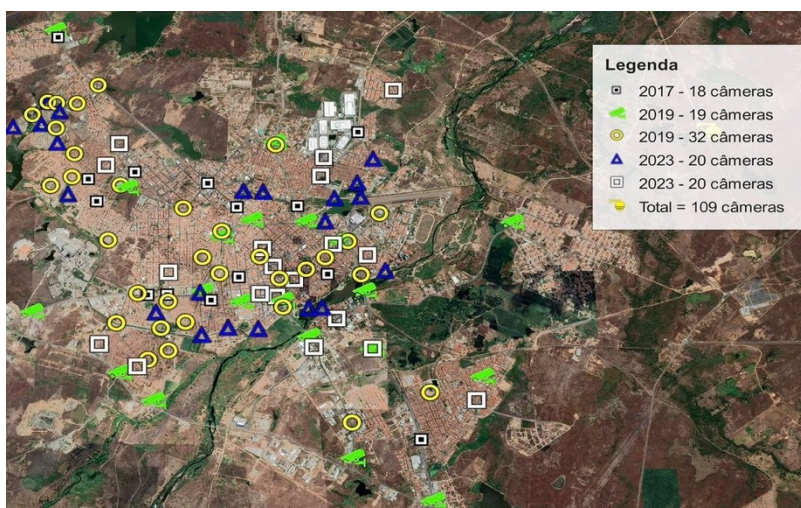 Legenda
2017 - 18 câmeras
2019 - 19 câmeras
2019 - 32 câmeras
2023 - 20 câmeras
2023 - 20 câmeras
Total = 109 câmeras